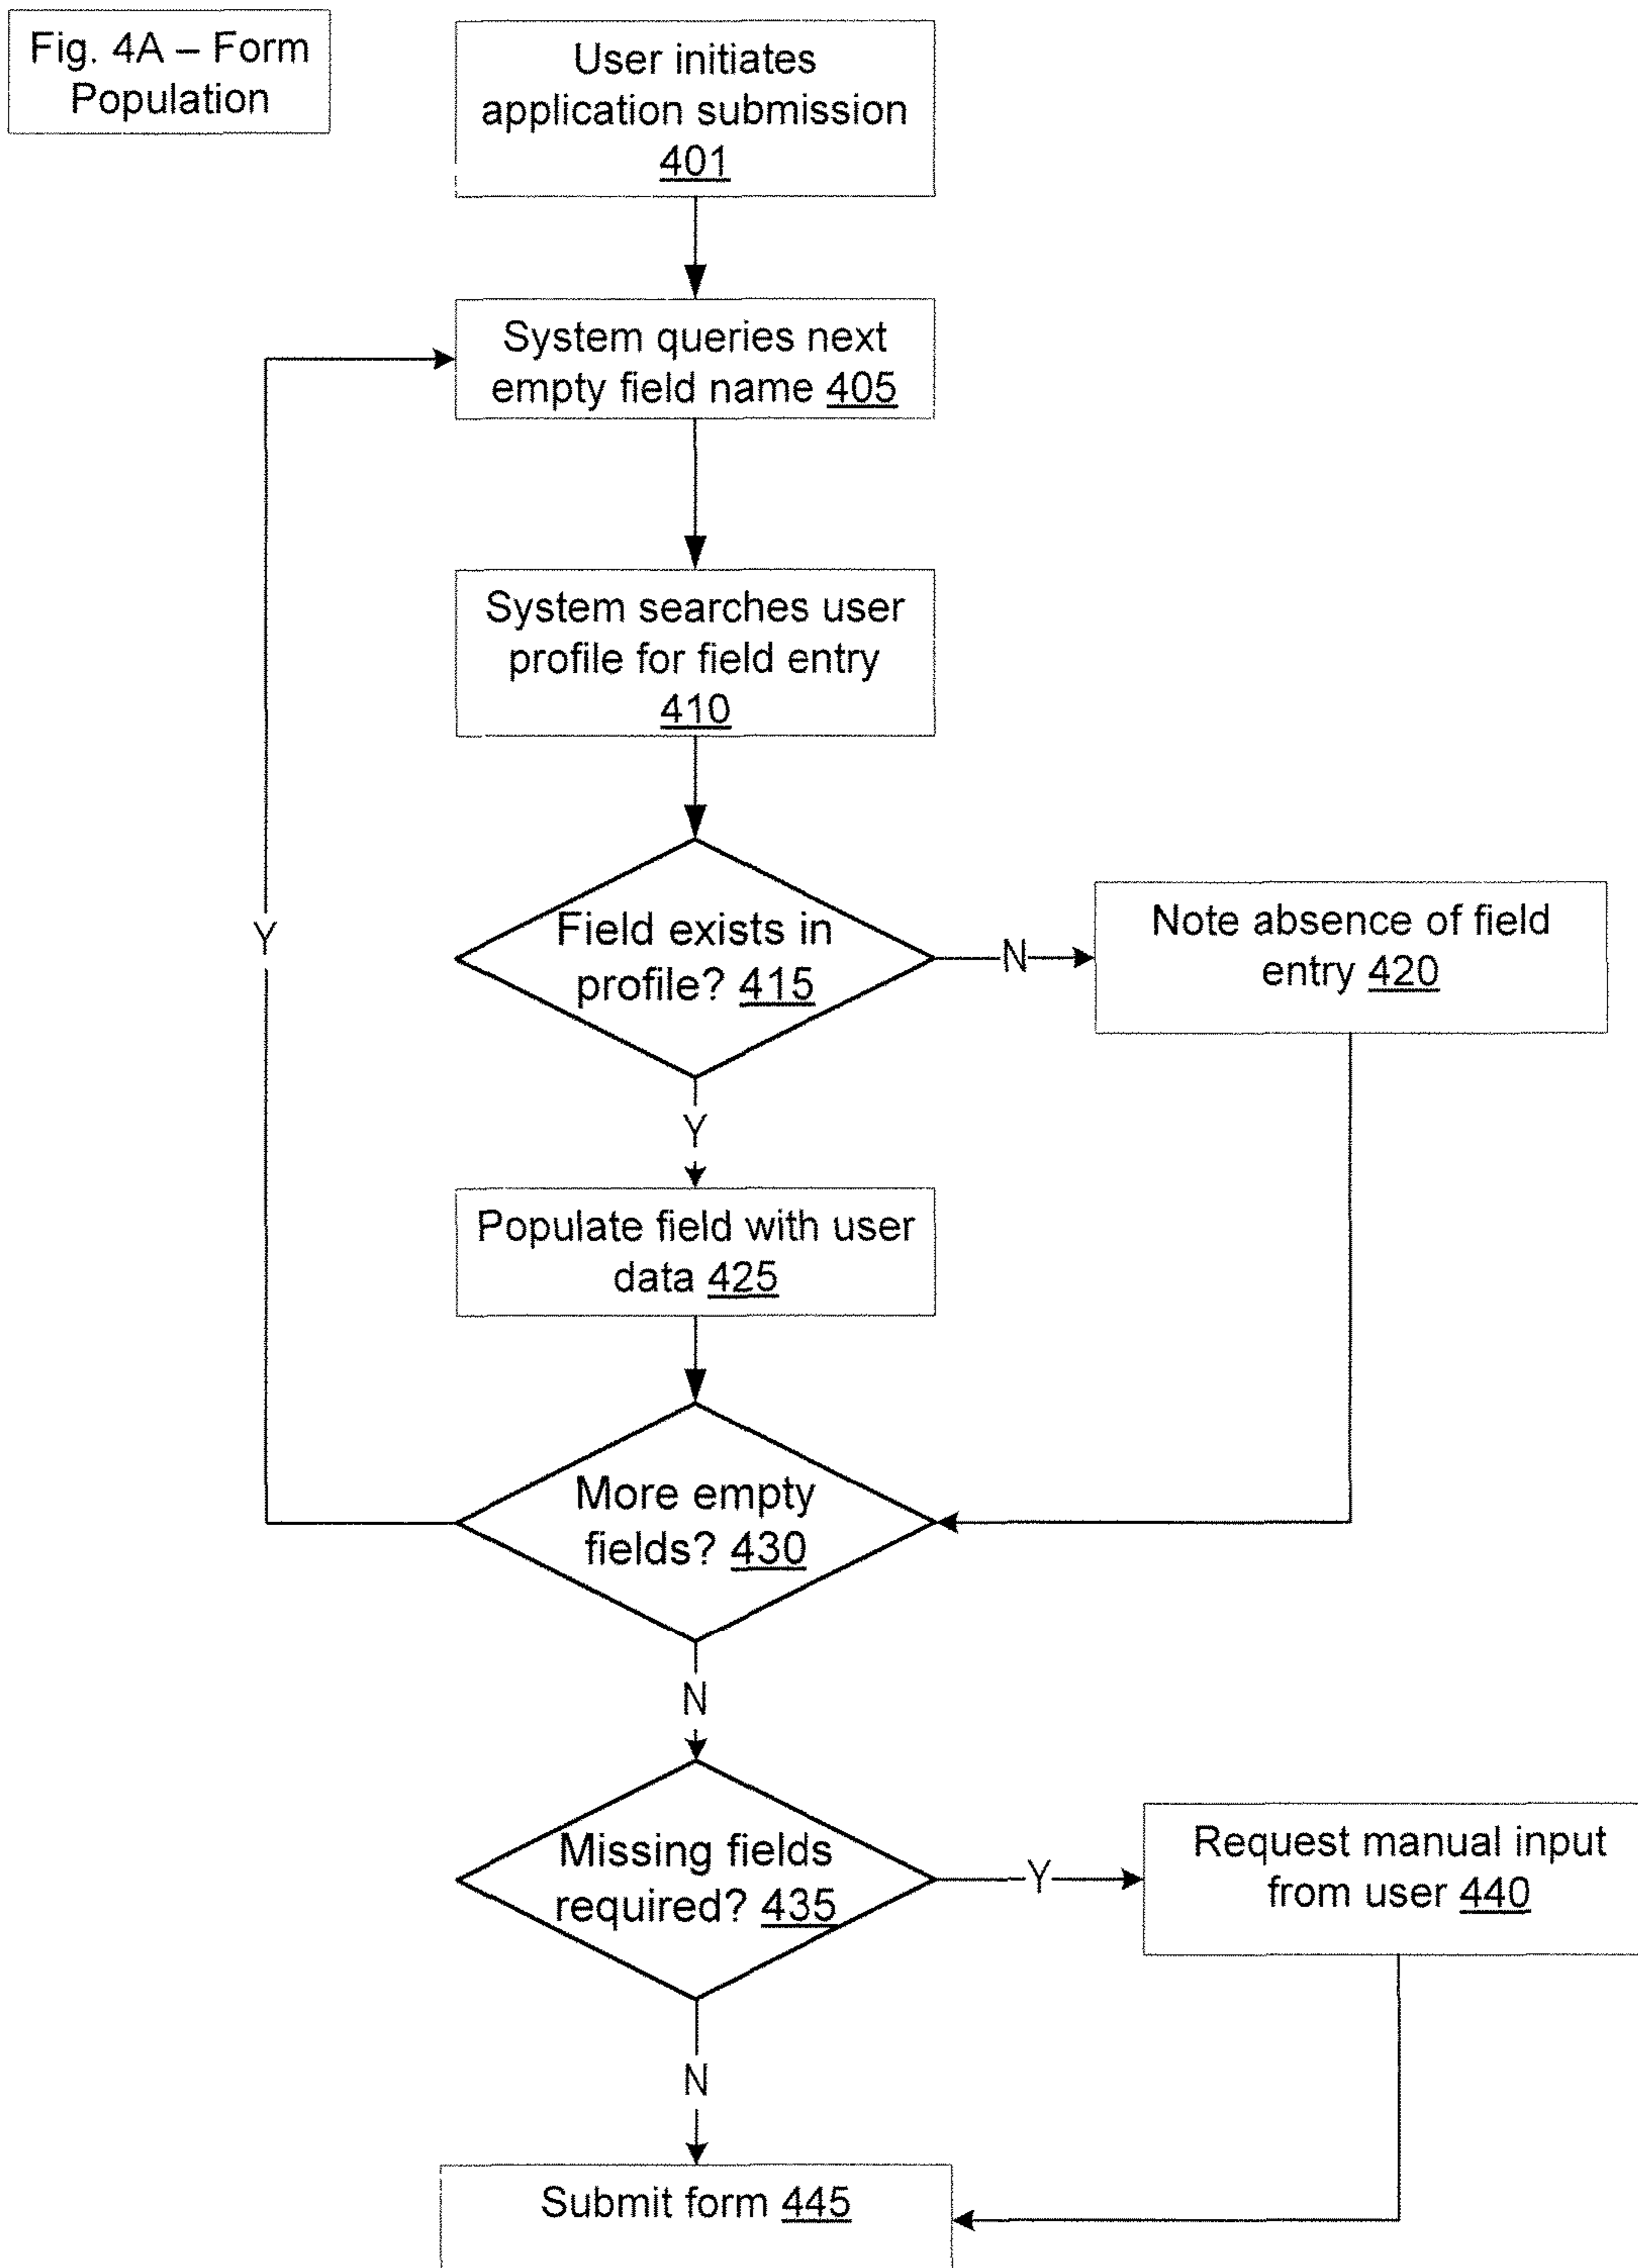 Fig. 4A – Form
Population
User initiates
application submission
401
System queries next
empty field name 405
System searches user
profile for field entry
410
Field exists in
profile? 415
N
Note absence of field
entry 420
Y
Y
Populate field with user
data 425
More empty
fields? 430
N
Missing fields
required? 435
Y
Request manual input
from user 440
N
Submit form 445